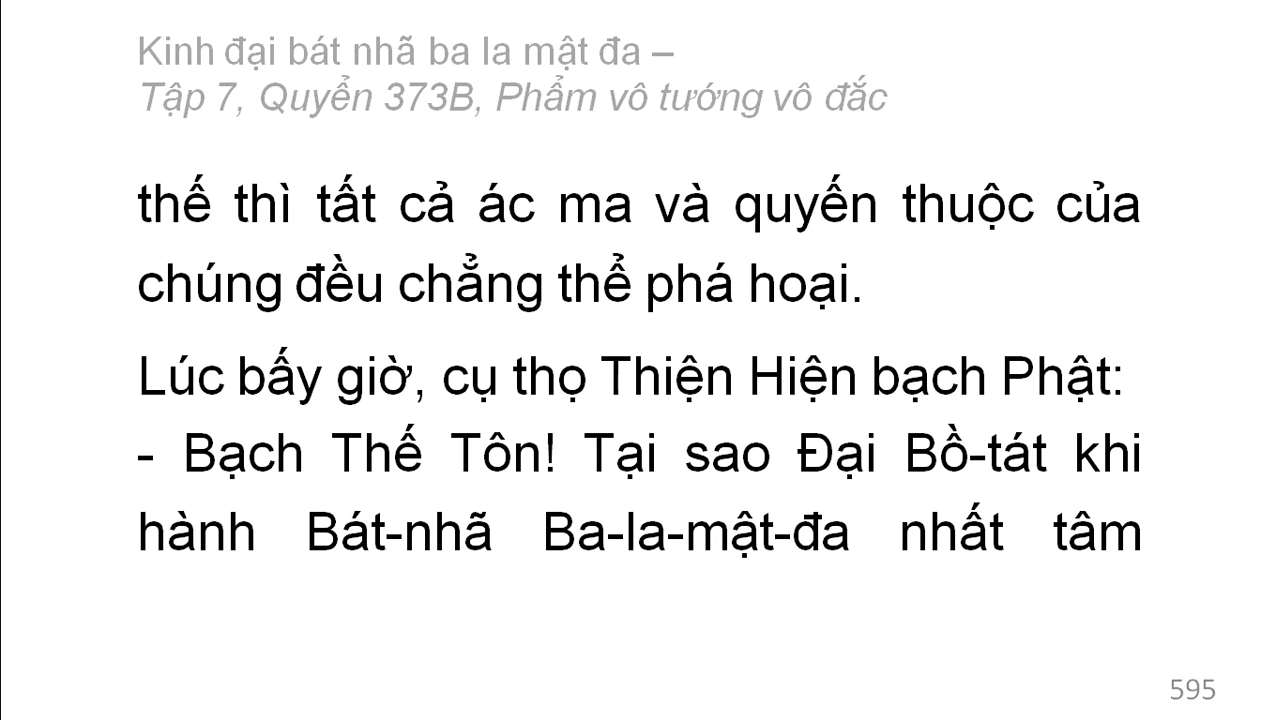 Kinh đại bát nhã ba la mật đa –
Tập 7, Quyển 373B, Phẩm vô tướng vô đắc
thế thì tất cả ác ma và quyến thuộc của
chúng đều chẳng thể phá hoại.
Lúc bấy giờ, cụ thọ Thiện Hiện bạch Phật:
- Bạch Thế Tôn! Tại sao Đại Bồ-tát khi
hành Bát-nhã Ba-la-mật-đa nhất tâm
595